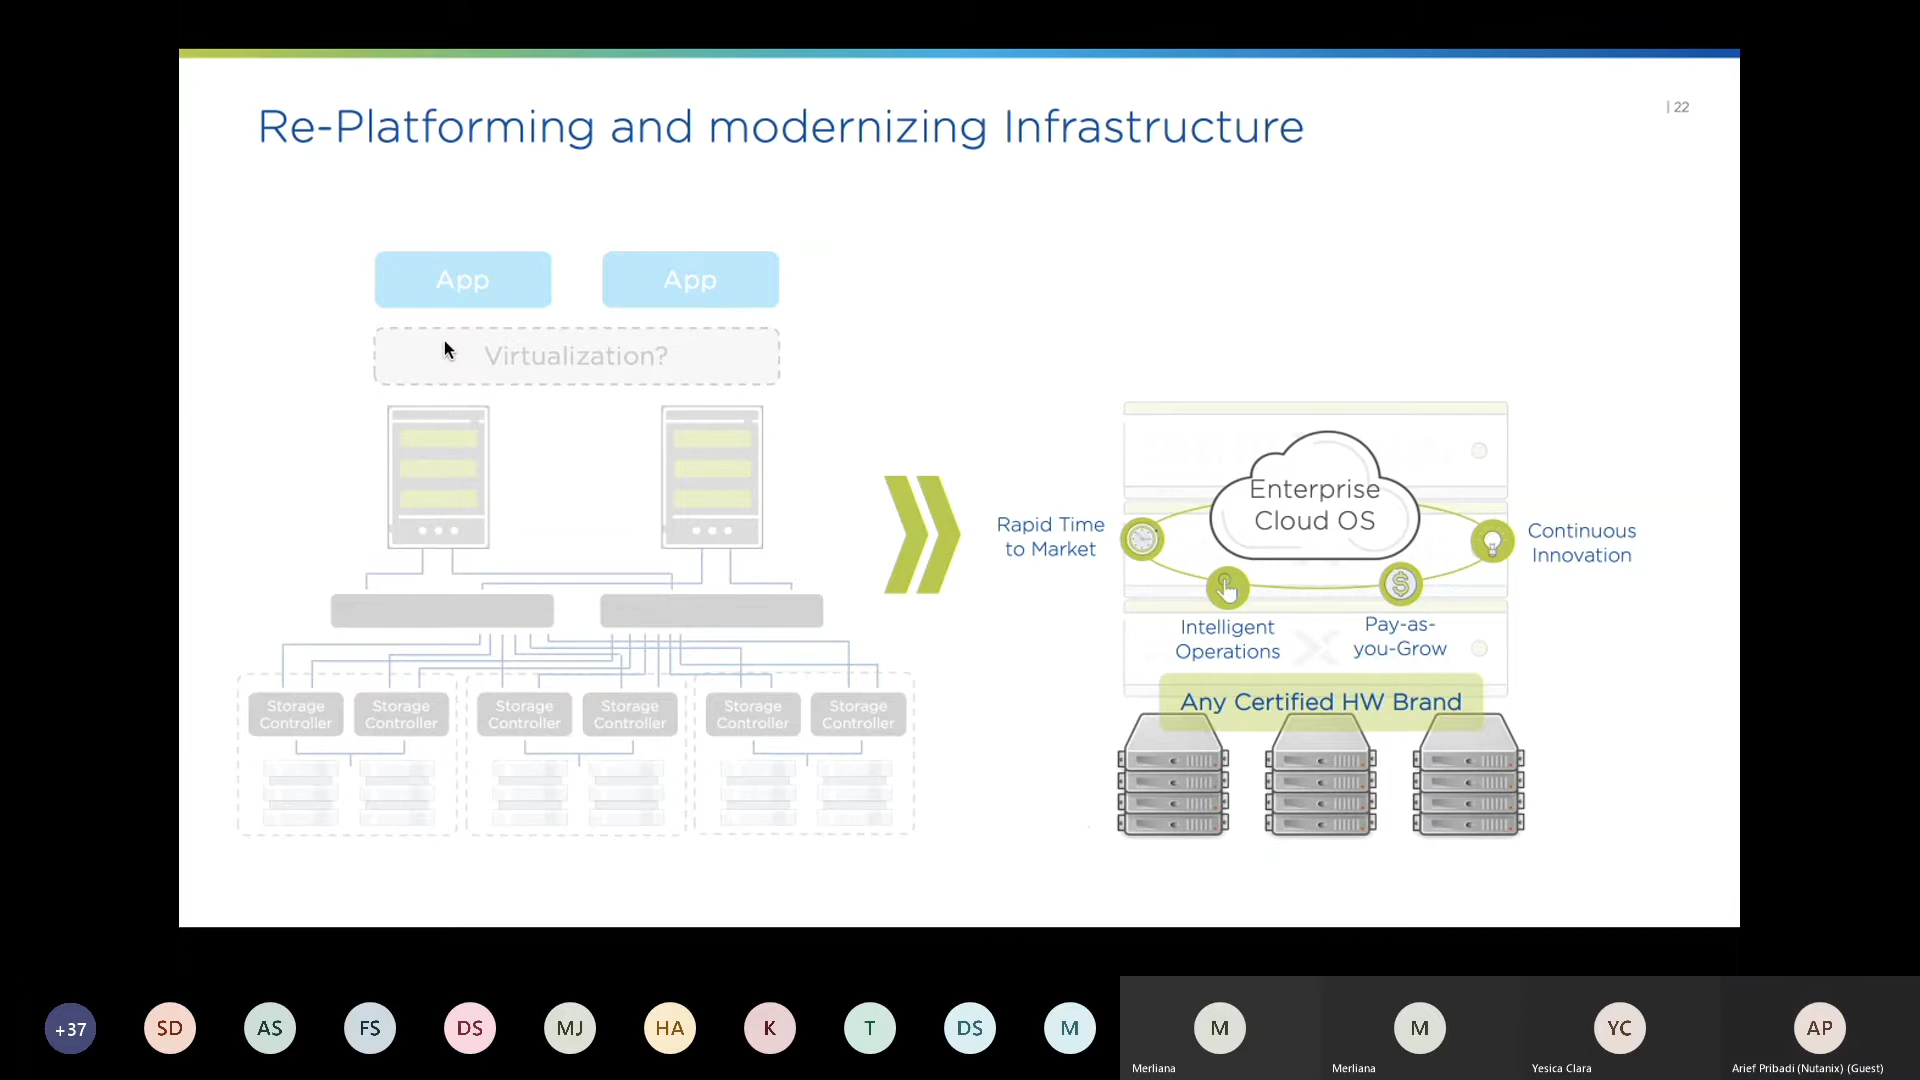 Re-Platforming and modernizing Infrastructure
| 22
App
App
Virtualization?
Enterprise
Cloud OS
Rapid Time
to Market
Continuous
Innovation
Intelligent
Operations
Pay-as-
you-Grow
Any Certified HW Brand
Storage
Controller
Storage
Controller
Storage
Controller
Storage
Controller
Storage
Controller
Storage
Controller
+37
SD
AS
FS
DS
MJ
HA
K
T
DS
M
M
M
YC
AP
Merliana
Merliana
Yesica Clara
Arief Pribadi (Nutanix) (Guest)